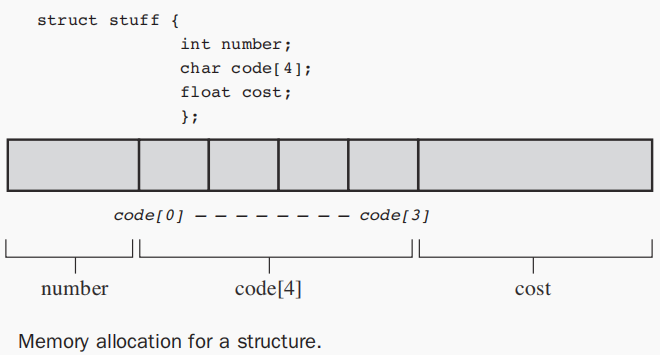 struct stuff {
int number;
char code[4];
float cost;
};
code[0] – – – – – – – – code[3]
number code[4] cost
Memory allocation for a structure.